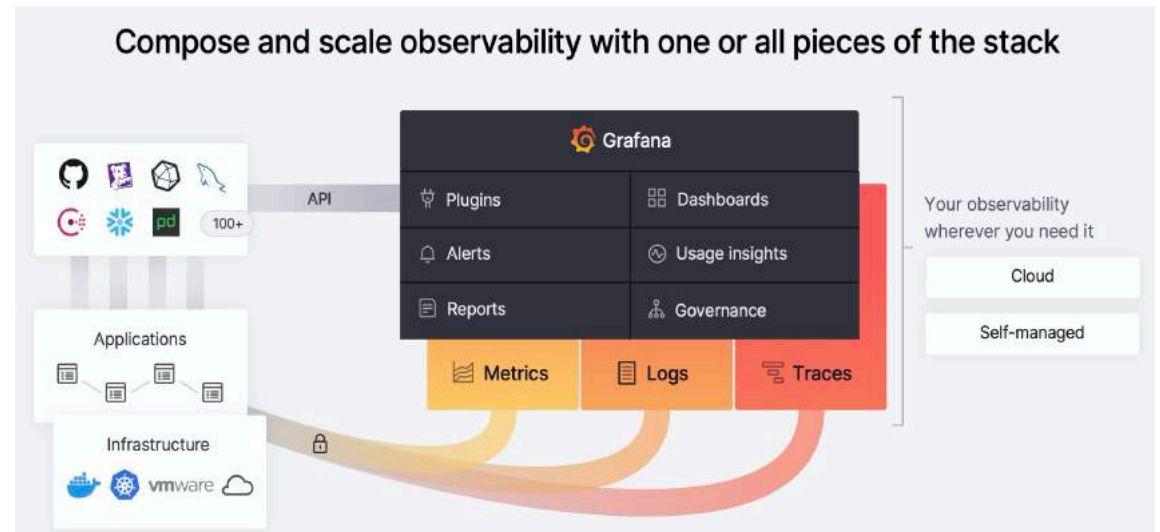 Compose and scale observability with one or all pieces of the stack
pd
100+
API
Grafana
Plugins
Dashboards
Alerts
Usage insights
Reports
Governance
Metrics
Logs
Traces
Applications
Infrastructure
vmware
Your observability
wherever you need it
Cloud
Self-managed